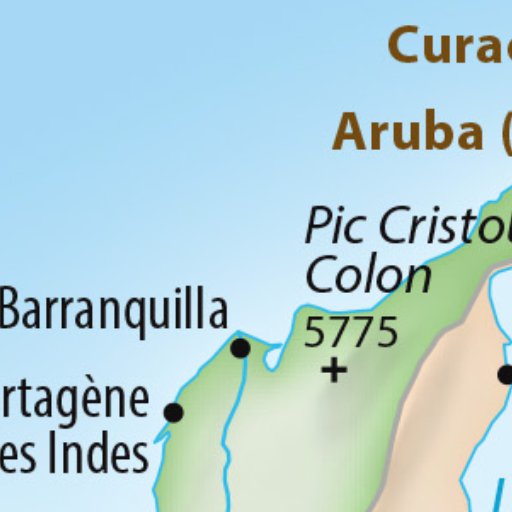 Curac
Aruba (
Pic Cristol
Colon
5775
Barranquilla
rtagène
es Indes